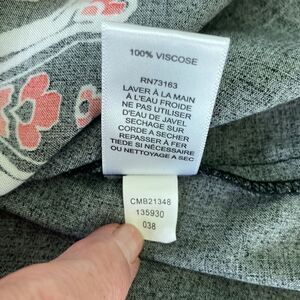 100% VISCOSE
RN73163
LAVER À LA MAIN
À L'EAU FROIDE
NE PAS UTILISER
D'EAU DE JAVEL
SECHAGE SUR
CORDE A SECHER
REPASSER À FER
TIEDE SI NÉCESSAIRE
OU NETTOYAGE A SEC
CMB21348
135930
038